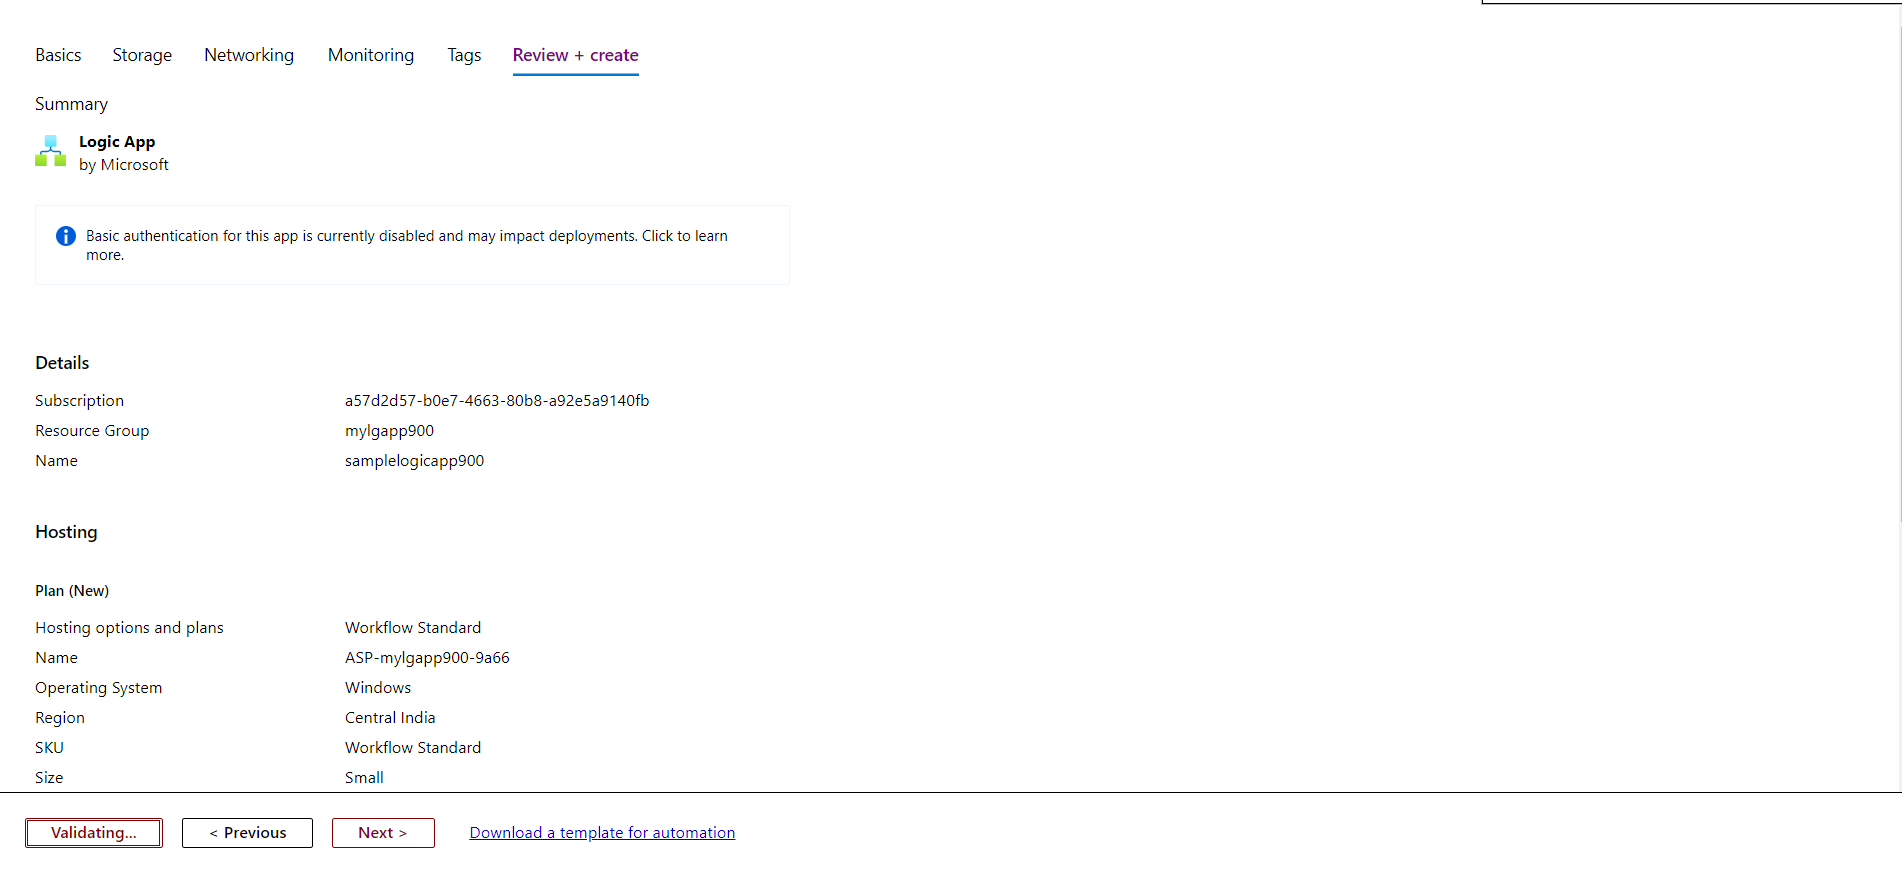 Basics Storage Networking Monitoring Tags Review + create
Summary
Logic App
by Microsoft
Basic authentication for this app is currently disabled and may impact deployments. Click to learn
more.
Details
Subscription a57d2d57-b0e7-4663-80b8-a92e5a9140fb
Resource Group mylgapp900
Name samplelogicapp900
Hosting
Plan (New)
Hosting options and plans Workflow Standard
Name ASP-mylgapp900-9a66
Operating System Windows
Region Central India
SKU Workflow Standard
Size Small
Validating... < Previous Next > Download a template for automation